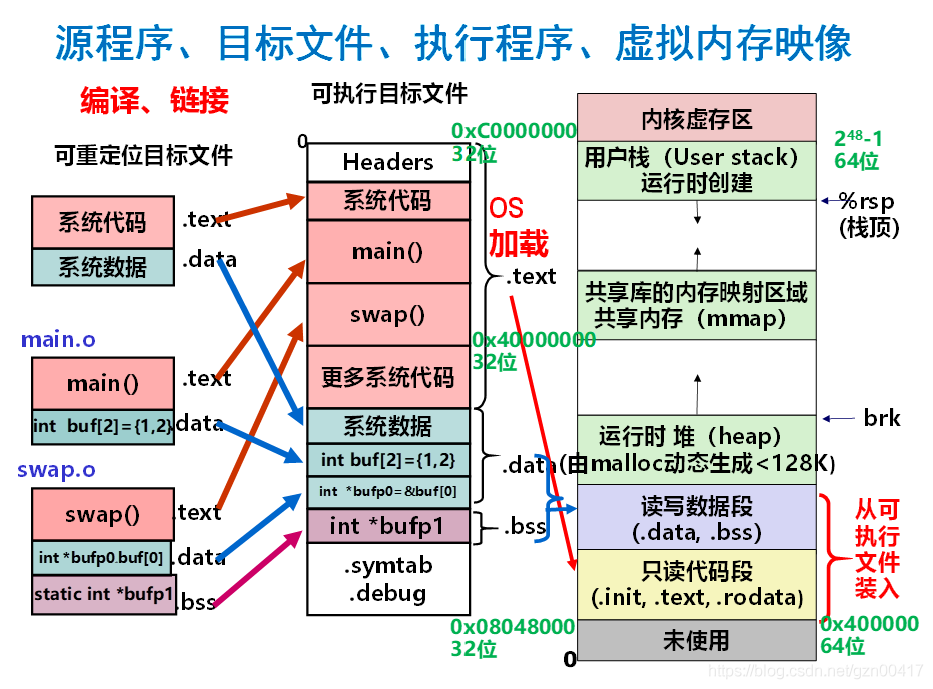 源程序、目标文件、执行程序、虚拟内存映像
编译、链接
可重定位目标文件
系统代码
.text
系统数据
.data
main.o
main()
.text
int buf[2]={1,2}
.data
swap.o
swap()
.text
int *bufp0.buf[0]
.data
static int *bufp1
.bss
可执行目标文件
0
Headers
系统代码
main()
swap()
更多系统代码
系统数据
int buf[2]={1,2}
int *bufp0=&buf[0]
int *bufp1
.symtab
.debug
OS
加载
.text
.data
.bss
0xC0000000
32位
0x40000000
32位
0x08048000
32位
0
内核虚存区
用户栈（User stack）
运行时创建
共享库的内存映射区域
共享内存（mmap）
运行时 堆（heap）
(由malloc动态生成<128K)
读写数据段
(.data, .bss)
只读代码段
(.init, .text, .rodata)
未使用
2⁴⁸-1
64位
%rsp
(栈顶)
brk
从可
执行
文件
装入
0x400000
64位
https://blog.csdn.net/gzn00417